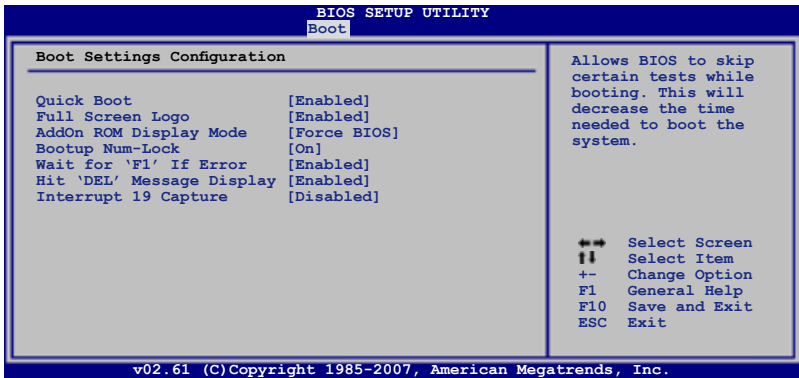 BIOS SETUP UTILITY
Boot
Boot Settings Configuration
Quick Boot [Enabled]
Full Screen Logo [Enabled]
AddOn ROM Display Mode [Force BIOS]
Bootup Num-Lock [On]
Wait for ‘F1’ If Error [Enabled]
Hit ‘DEL’ Message Display [Enabled]
Interrupt 19 Capture [Disabled]
Allows BIOS to skip
certain tests while
booting. This will
decrease the time
needed to boot the
system.
←→ Select Screen
↑↓ Select Item
+- Change Option
F1 General Help
F10 Save and Exit
ESC Exit
v02.61 (C)Copyright 1985-2007, American Megatrends, Inc.